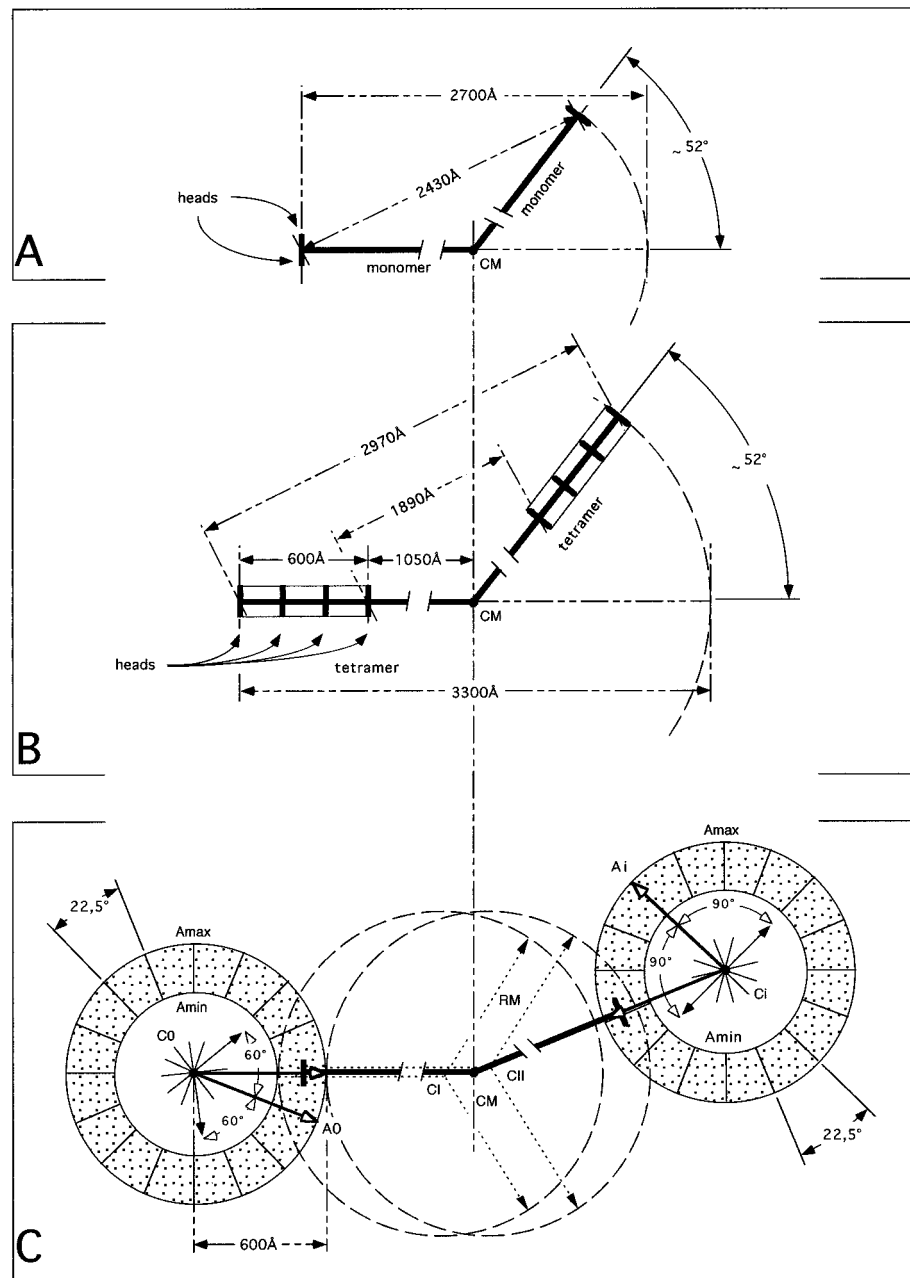 2700Å
~ 52°
2430Å
monomer
heads
monomer
CM
A
2970Å
~ 52°
1890Å
tetramer
600Å
1050Å
CM
heads
tetramer
3300Å
B
Amax
Ai
22,5°
90°
Amax
90°
RM
Ci
Amin
C0
60°
Amin
CI
CII
CM
60°
A0
22,5°
600Å
C